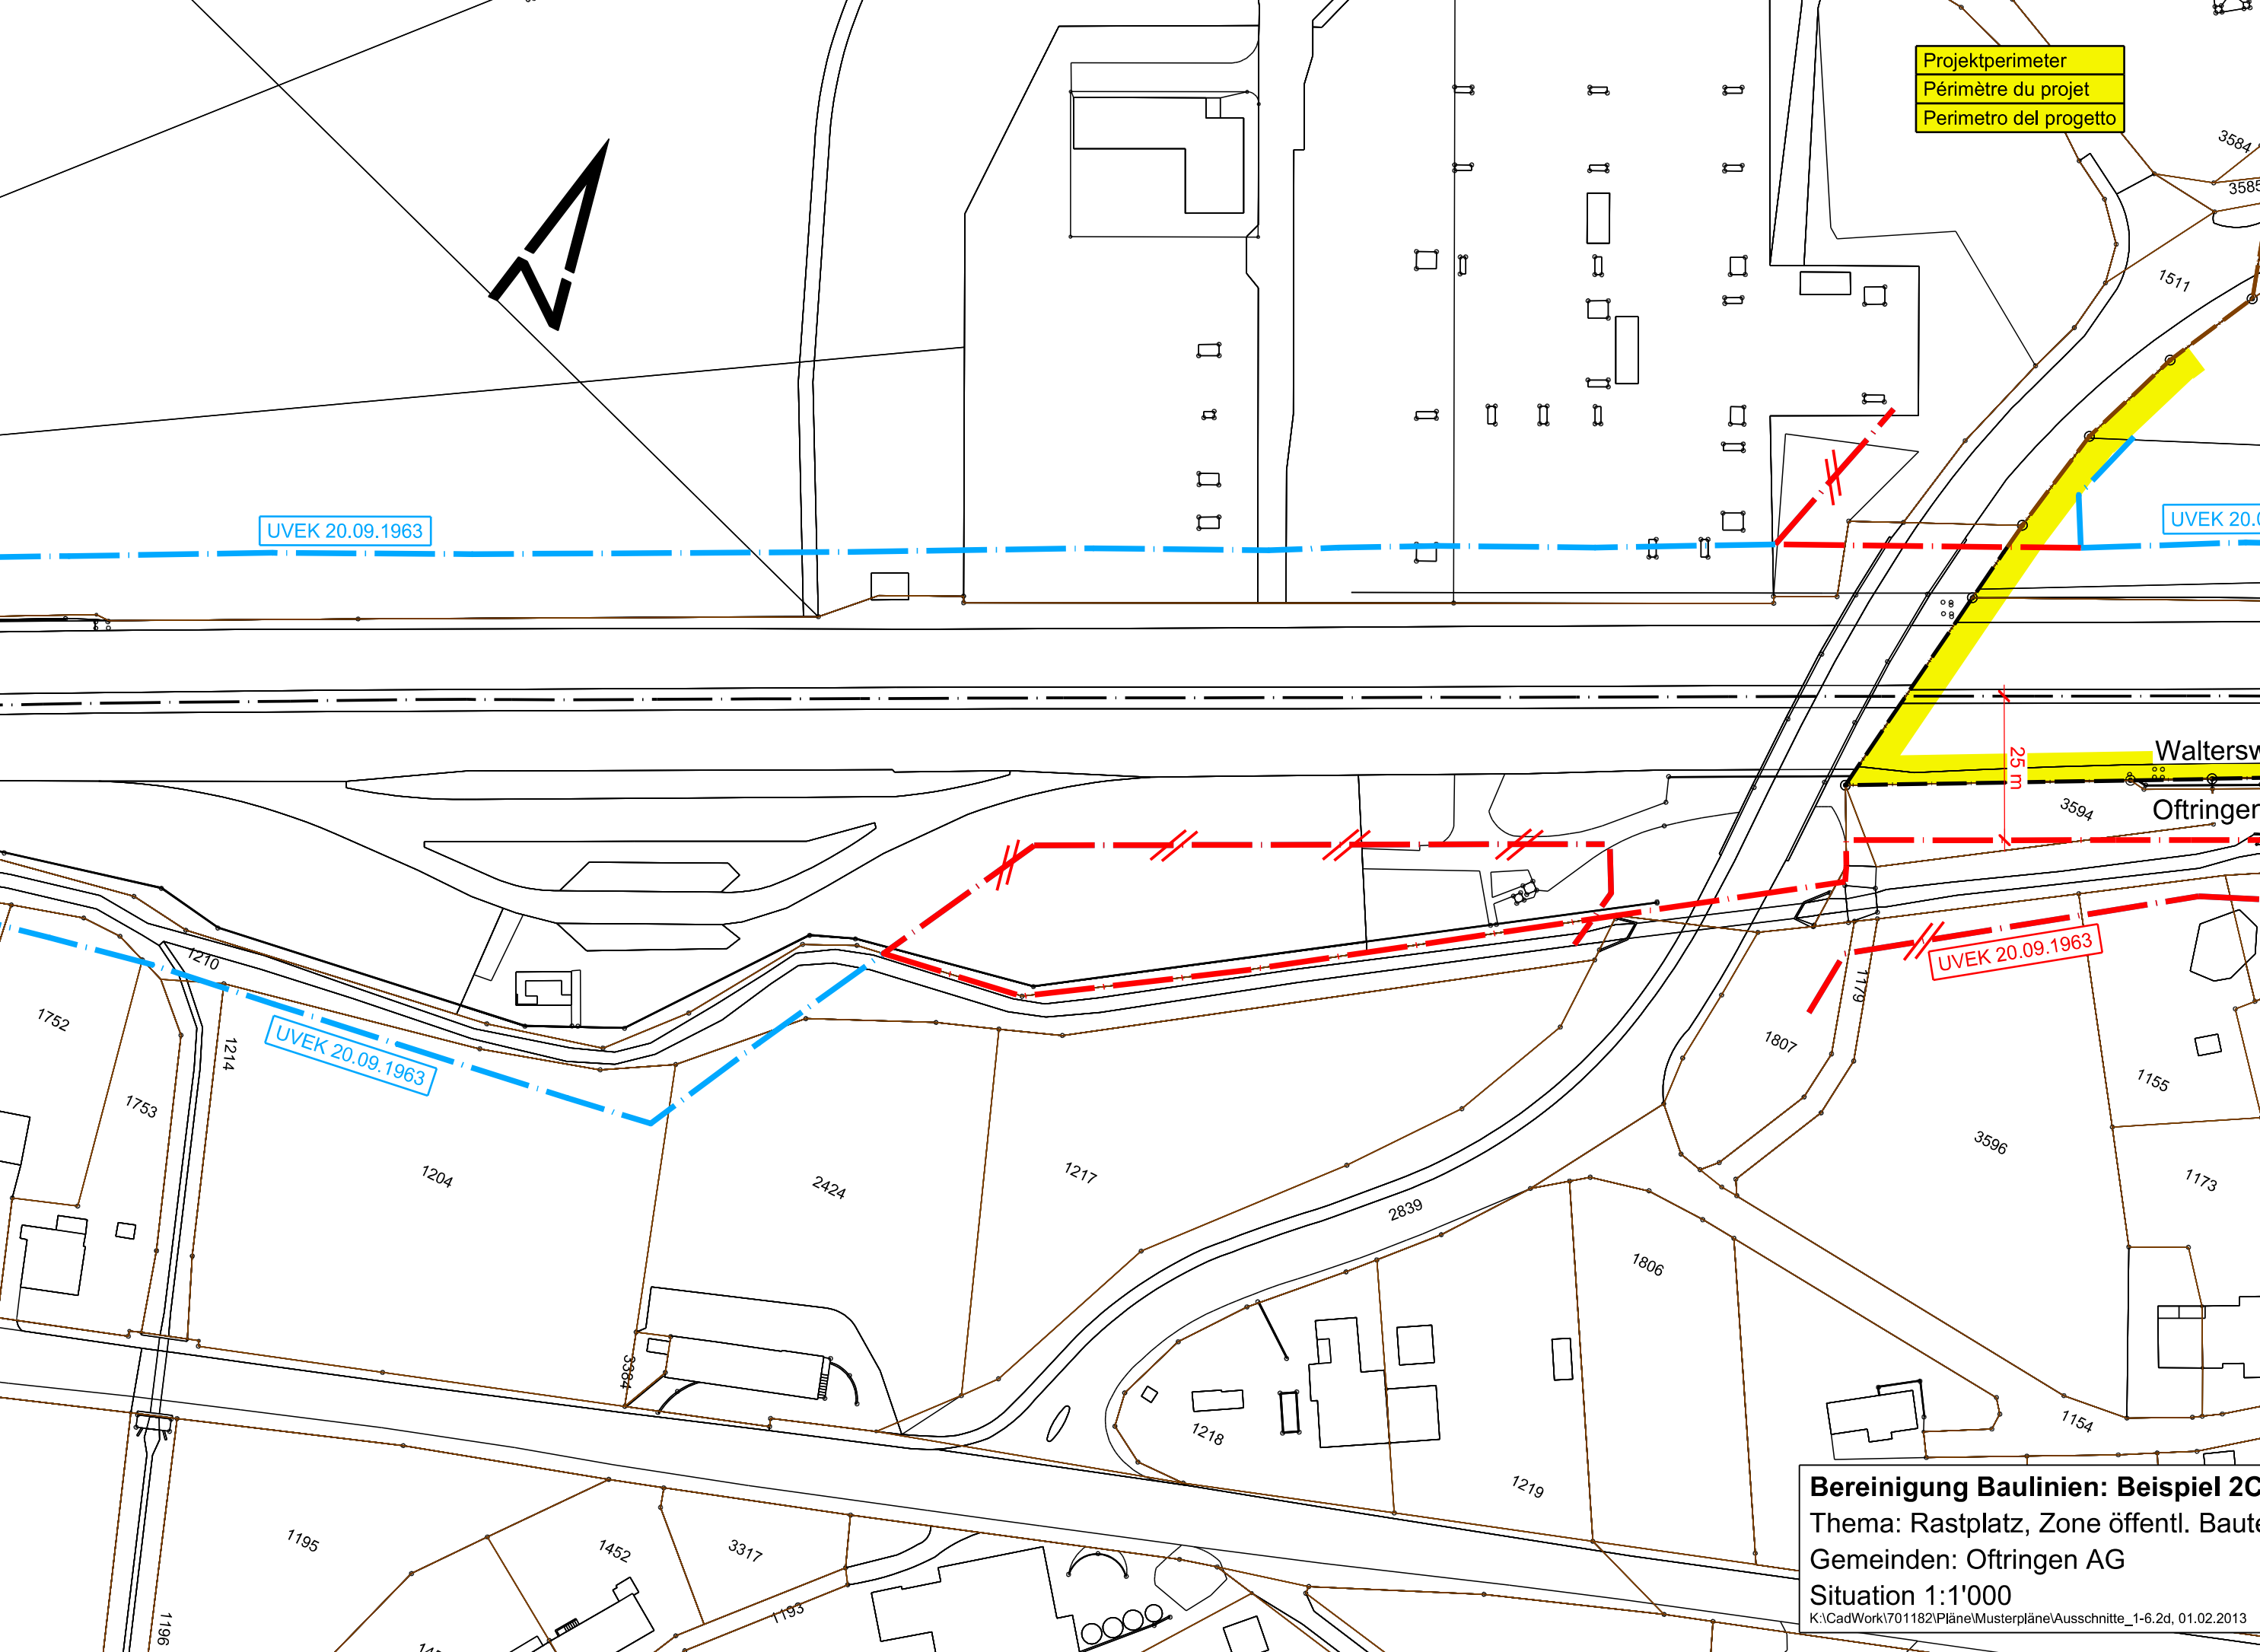 Projektperimeter
Périmètre du projet
Perimetro del progetto
3584
3585
1511
UVEK 20.09.1963
UVEK 20.0
N
25 m
Waltersw
Oftringen
3594
UVEK 20.09.1963
1179
1210
1752
1214
UVEK 20.09.1963
1753
1807
1155
3596
1204
2424
1217
1173
2839
1806
3384
1218
1154
1219
1195
1452
3317
1193
1196
Bereinigung Baulinien: Beispiel 2C
Thema: Rastplatz, Zone öffentl. Baute
Gemeinden: Oftringen AG
Situation 1:1'000
K:\CadWork\701182\Pläne\Musterpläne\Ausschnitte_1-6.2d, 01.02.2013